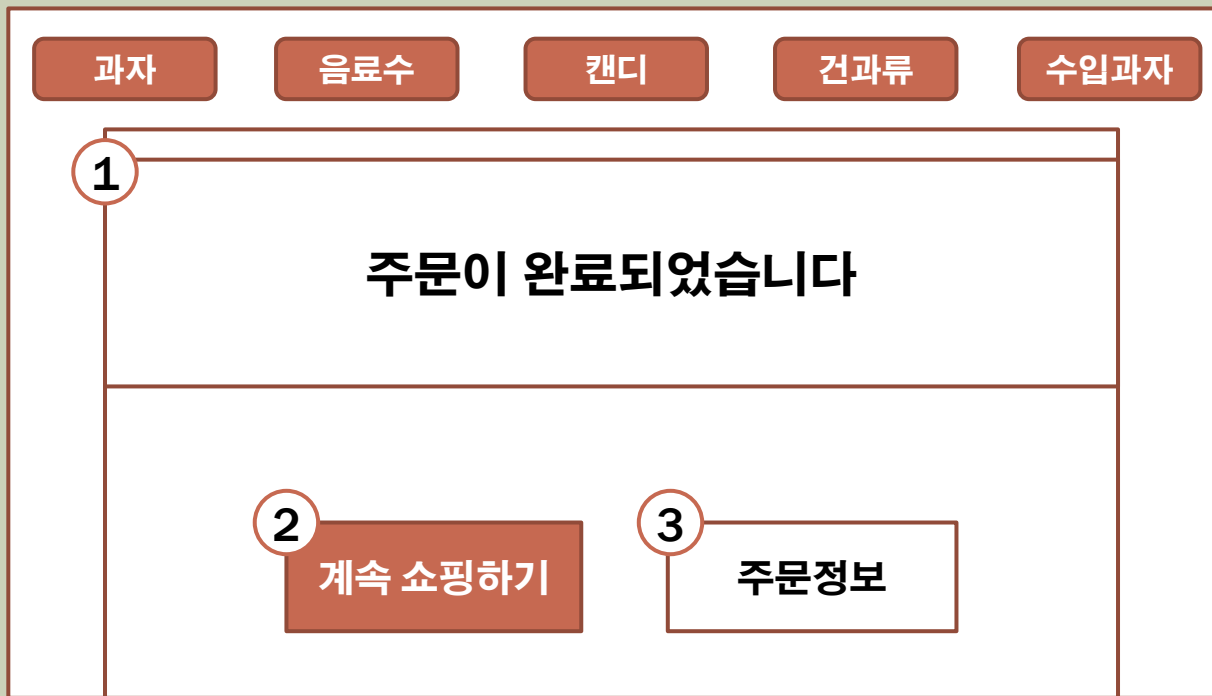 과자 음료수 캔디 건과류 수입과자
1
주문이 완료되었습니다
2 3
계속 쇼핑하기 주문정보